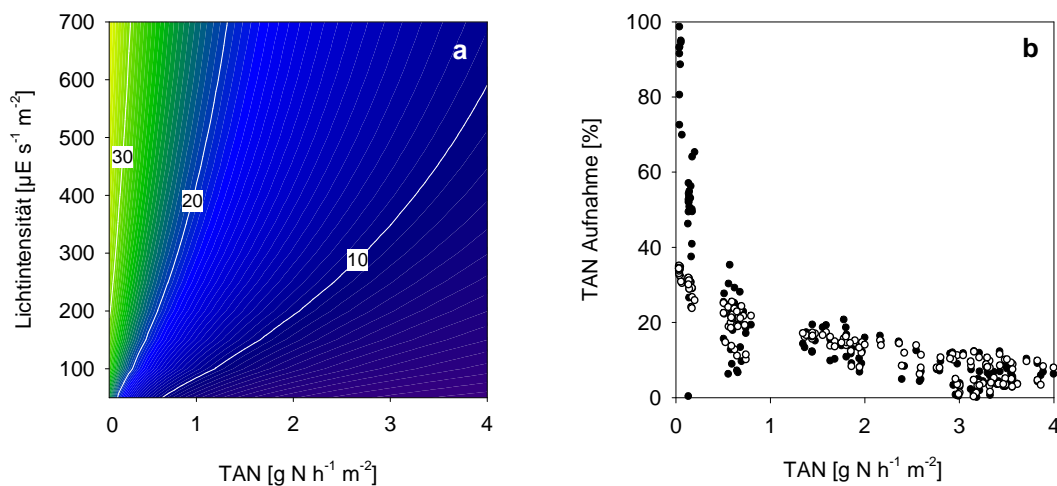 a
700
600
500
400
300
200
100
Lichtintensität [µE s⁻¹ m⁻²]
30
20
10
0 1 2 3 4
TAN [g N h⁻¹ m⁻²]
b
100
80
60
40
20
0
TAN Aufnahme [%]
0 1 2 3 4
TAN [g N h⁻¹ m⁻²]